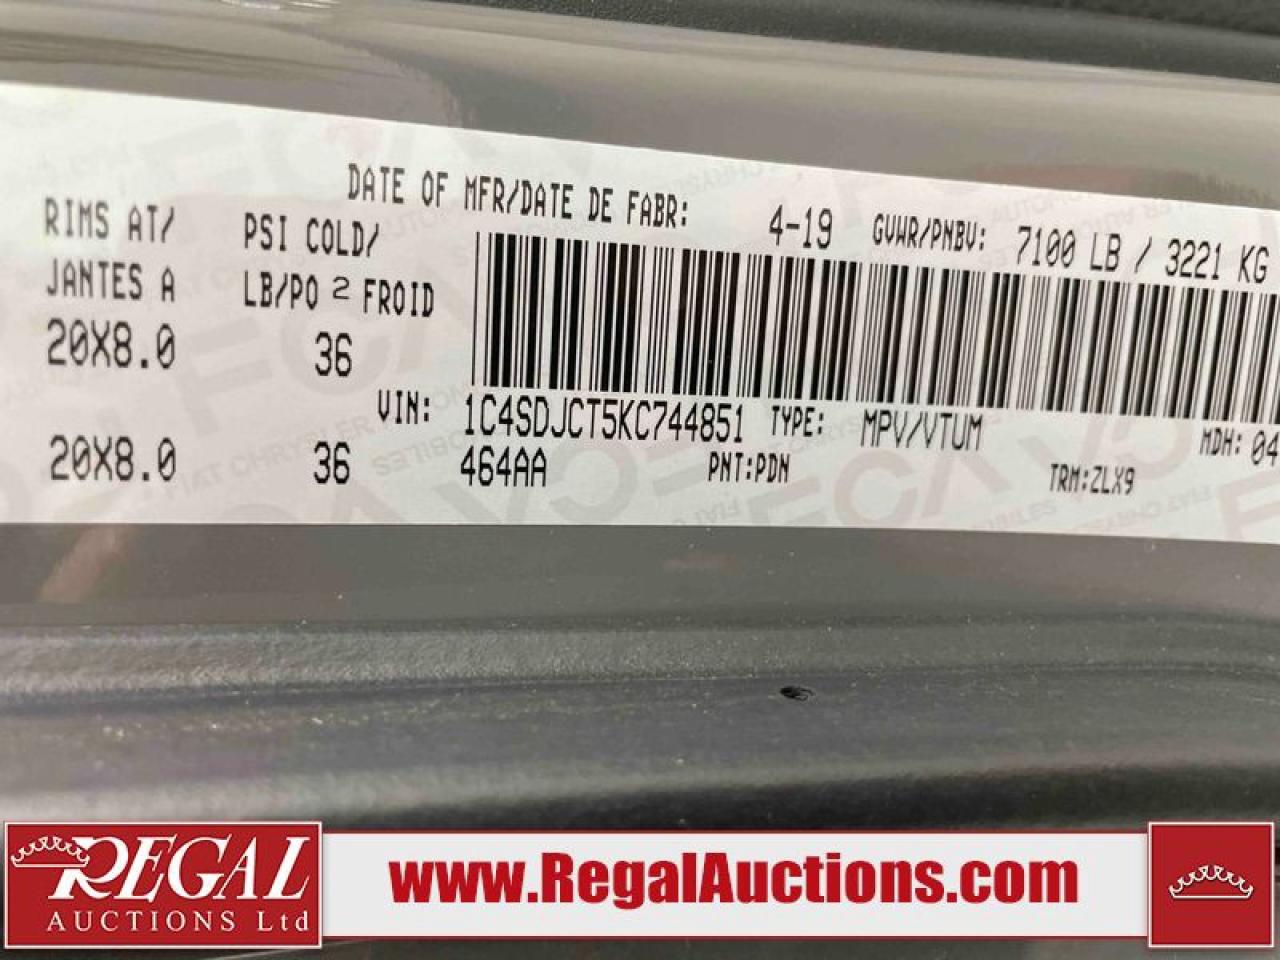 DATE OF MFR/DATE DE FABR: 4-19 GVWR/PNBV: 7100 LB / 3221 KG
RIMS AT/ PSI COLD/
JANTES A LB/PO 2 FROID
20X8.0 36
VIN: 1C4SDJCT5KC744851 TYPE: MPV/VTUM MDH: 04
20X8.0 36 464AA PNT:PDN TRM:ZLX9
REGAL
AUCTIONS Ltd
www.RegalAuctions.com